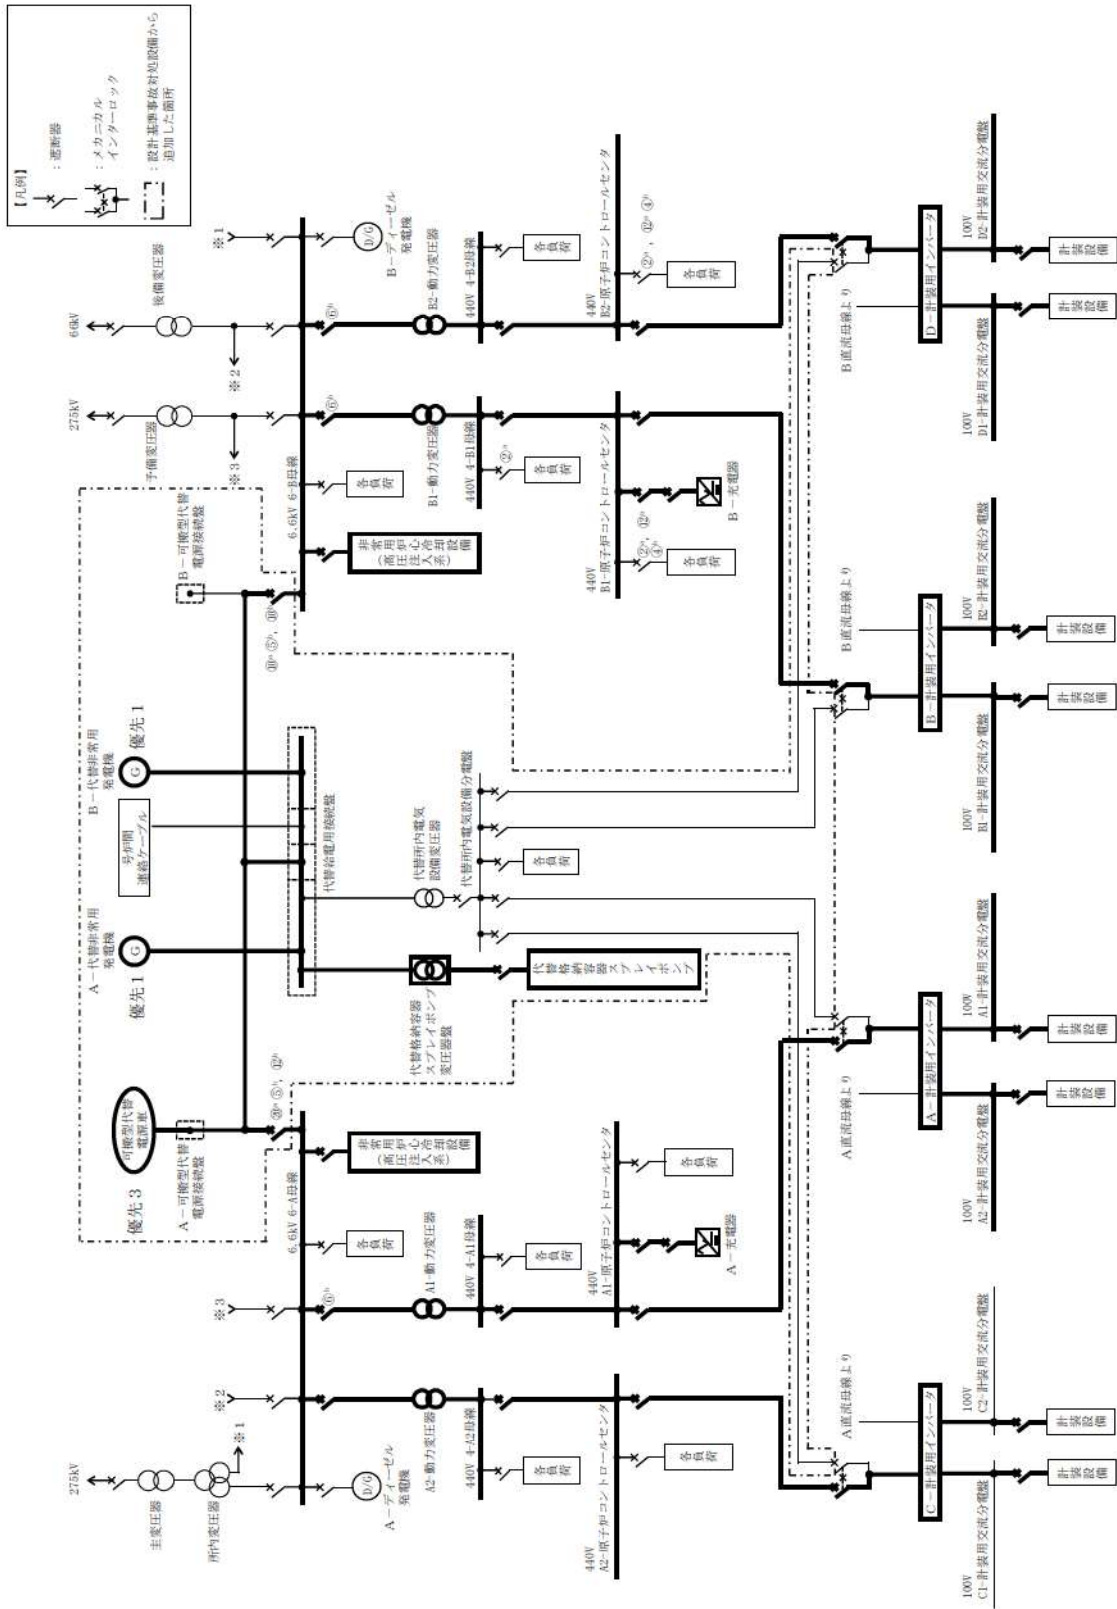 【凡例】
：遮断器
：メカニカル
インターロック
：設計基準事故対処設備から
追加した箇所
275kV
主変圧器
所内変圧器
※1
※2
※3
275kV
予備変圧器
※3
66kV
後備変圧器
※2
※1
優先3
可搬型代替
電源車
A－可搬型代替
電源接続盤
A－代替非常用
発電機
優先1
G
号炉間
連絡ケーブル
B－代替非常用
発電機
優先1
G
B－可搬型代替
電源接続盤
代替給電用接続盤
D/G
A－ディーゼル
発電機
6.6kV 6-A母線
各負荷
非常用炉心冷却設備
（高圧注入系）
6.6kV 6-B母線
各負荷
非常用炉心冷却設備
（高圧注入系）
D/G
B－ディーゼル
発電機
⑥ᵇ
⑥ᵇ
⑥ᵇ
A2-動力変圧器
A1-動力変圧器
代替格納容器
スプレイポンプ
変圧器盤
代替所内電気
設備変圧器
B1-動力変圧器
B2-動力変圧器
440V 4-A2母線
各負荷
440V 4-A1母線
各負荷
代替格納容器スプレイポンプ
代替所内電気設備分電盤
各負荷
440V 4-B1母線
各負荷
440V 4-B2母線
各負荷
440V
A2-原子炉コントロールセンタ
各負荷
440V
A1-原子炉コントロールセンタ
A－充電器
各負荷
440V
B1-原子炉コントロールセンタ
各負荷
B－充電器
440V
B2-原子炉コントロールセンタ
各負荷
A直流母線より
C－計装用インバータ
A直流母線より
A－計装用インバータ
B直流母線より
B－計装用インバータ
B直流母線より
D－計装用インバータ
100V
C1-計装用交流分電盤
計装設備
100V
C2-計装用交流分電盤
計装設備
100V
A2-計装用交流分電盤
計装設備
100V
A1-計装用交流分電盤
計装設備
100V
B1-計装用交流分電盤
計装設備
100V
B2-計装用交流分電盤
計装設備
100V
D1-計装用交流分電盤
計装設備
100V
D2-計装用交流分電盤
計装設備